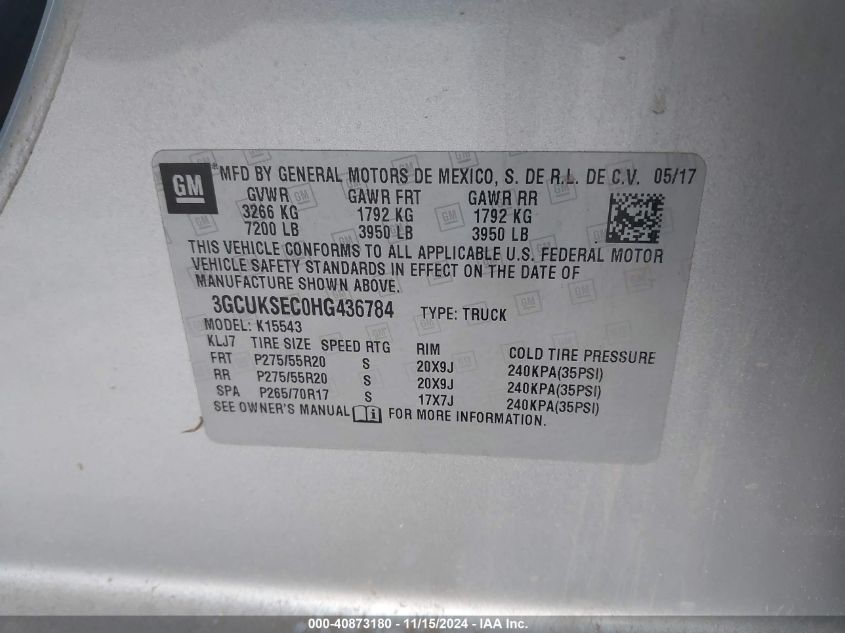 GM MFD BY GENERAL MOTORS DE MEXICO, S. DE R.L. DE C.V. 05/17
GVWR GAWR FRT GAWR RR
3266 KG 1792 KG 1792 KG
7200 LB 3950 LB 3950 LB
THIS VEHICLE CONFORMS TO ALL APPLICABLE U.S. FEDERAL MOTOR
VEHICLE SAFETY STANDARDS IN EFFECT ON THE DATE OF
MANUFACTURE SHOWN ABOVE.
3GCUKSEC0HG436784 TYPE: TRUCK
MODEL: K15543
KLJ7 TIRE SIZE SPEED RTG RIM COLD TIRE PRESSURE
FRT P275/55R20 S 20X9J 240KPA(35PSI)
RR P275/55R20 S 20X9J 240KPA(35PSI)
SPA P265/70R17 S 17X7J 240KPA(35PSI)
SEE OWNER'S MANUAL FOR MORE INFORMATION.
000-40873180 - 11/15/2024 - IAA Inc.